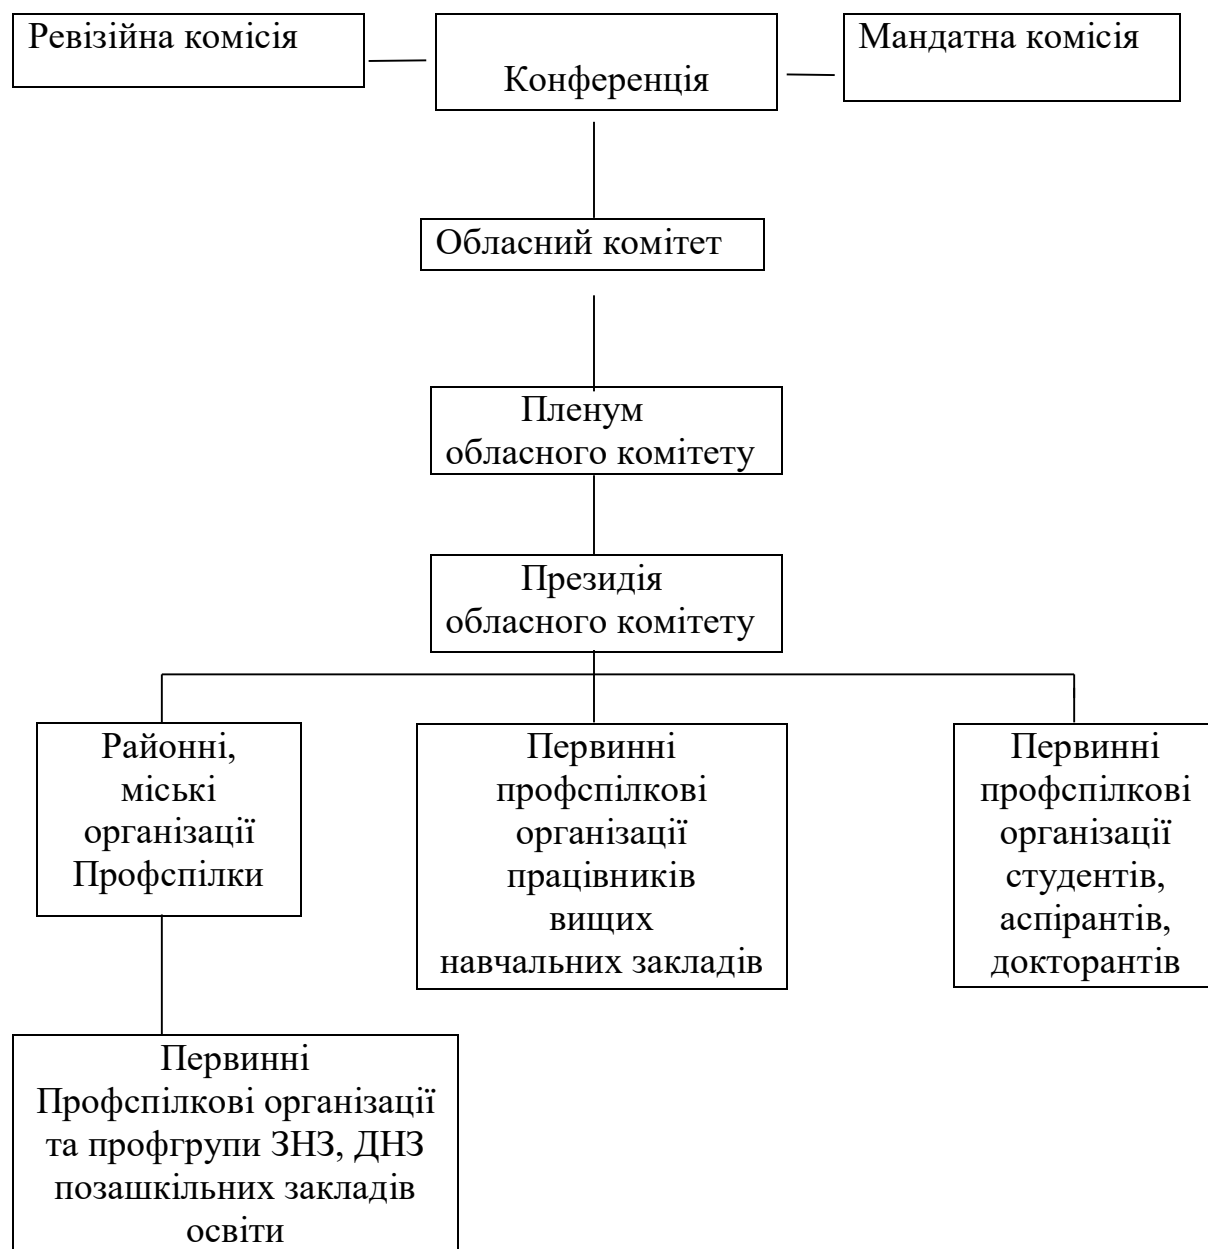 Ревізійна комісія
Конференція
Мандатна комісія
Обласний комітет
Пленум
обласного комітету
Президія
обласного комітету
Районні,
міські
організації
Профспілки
Первинні
профспілкові
організації
працівників
вищих
навчальних закладів
Первинні
профспілкові
організації
студентів,
аспірантів,
докторантів
Первинні
Профспілкові організації
та профгрупи ЗНЗ, ДНЗ
позашкільних закладів
освіти